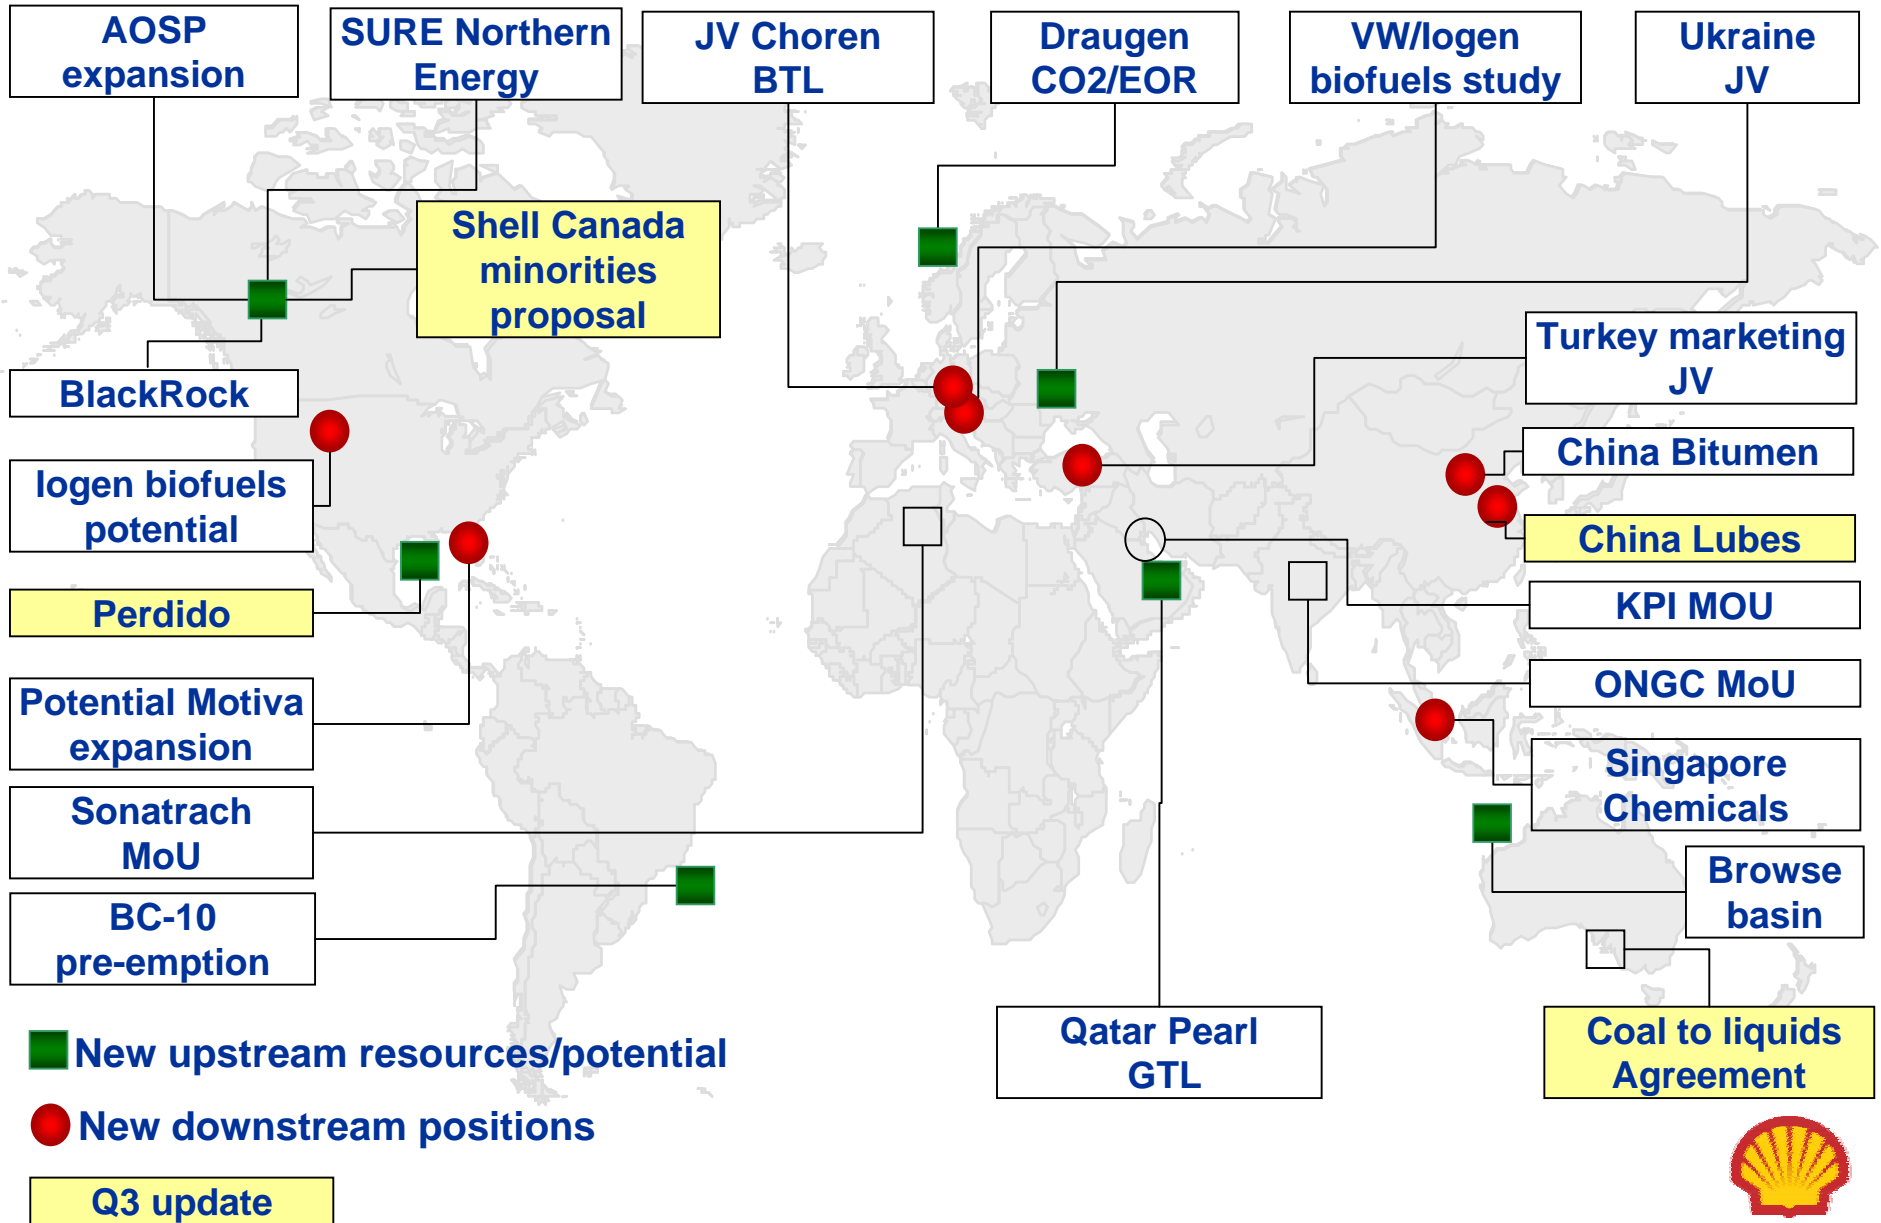 AOSP
expansion
SURE Northern
Energy
JV Choren
BTL
Draugen
CO2/EOR
VW/Iogen
biofuels study
Ukraine
JV
Shell Canada
minorities
proposal
Turkey marketing
JV
BlackRock
China Bitumen
Iogen biofuels
potential
China Lubes
Perdido
KPI MOU
ONGC MoU
Potential Motiva
expansion
Singapore
Chemicals
Sonatrach
MoU
Browse
basin
BC-10
pre-emption
Qatar Pearl
GTL
Coal to liquids
Agreement
New upstream resources/potential
New downstream positions
Q3 update